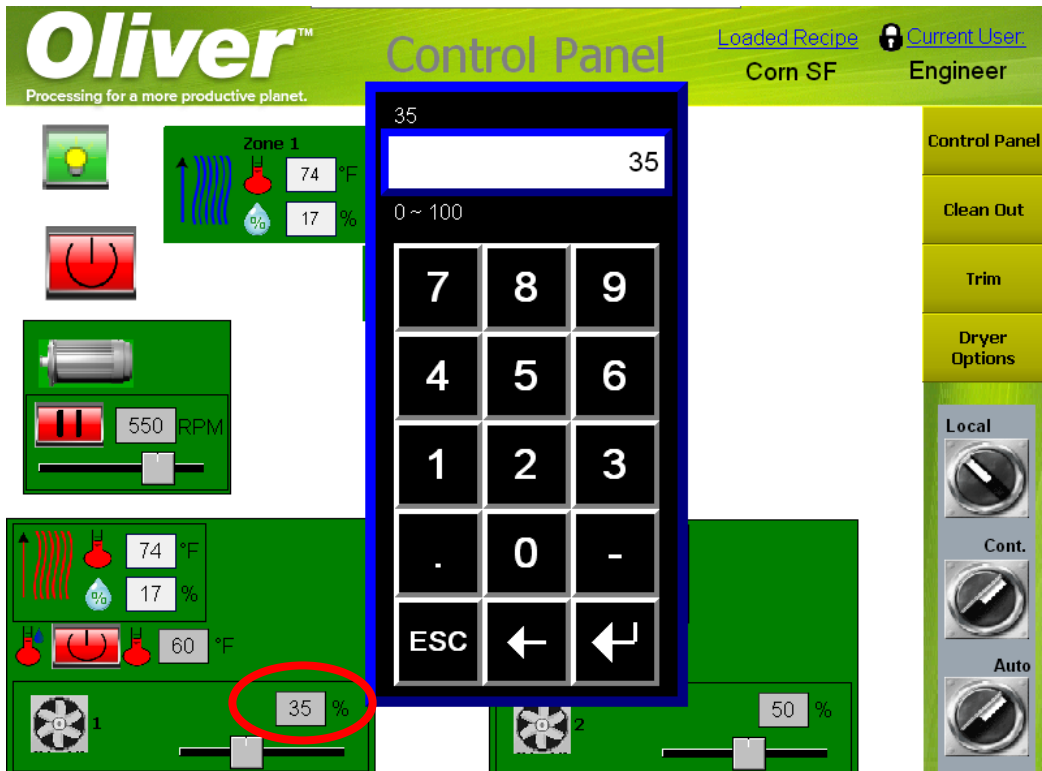 Oliver™
Processing for a more productive planet.
Control Panel
Loaded Recipe
Corn SF
Current User:
Engineer
Zone 1
74 °F
% 17 %
35
35
0 ~ 100
7 8 9
4 5 6
1 2 3
. 0 -
ESC
Control Panel
Clean Out
Trim
Dryer
Options
550 RPM
Local
Cont.
Auto
74 °F
% 17 %
60 °F
1
35 %
2
50 %